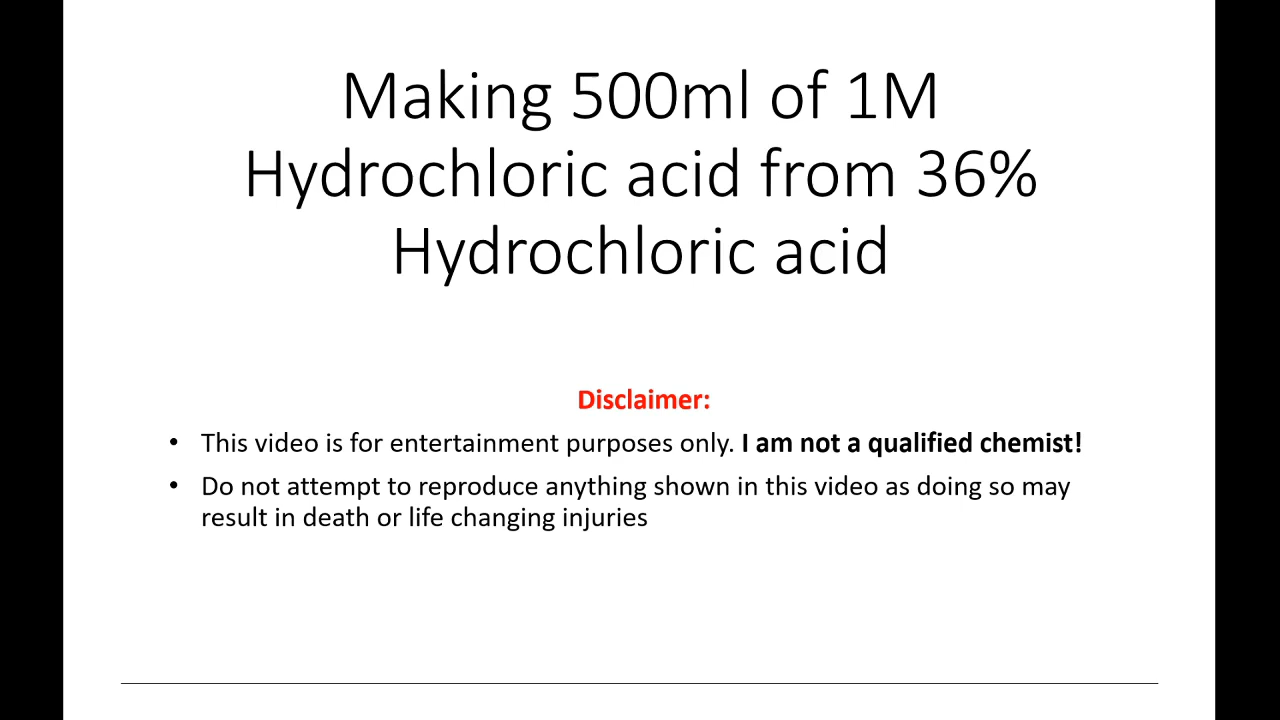 Making 500ml of 1M
Hydrochloric acid from 36%
Hydrochloric acid
Disclaimer:
• This video is for entertainment purposes only. I am not a qualified chemist!
• Do not attempt to reproduce anything shown in this video as doing so may
result in death or life changing injuries